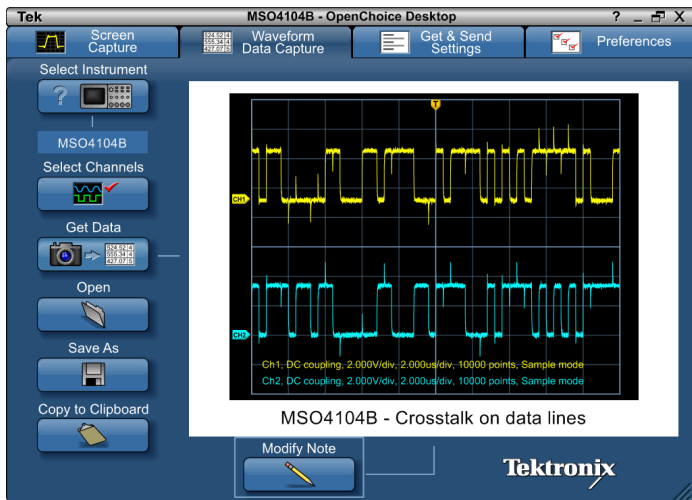 Tek MSO4104B - OpenChoice Desktop ? _ X
Screen
Capture
Waveform
Data Capture
Get & Send
Settings
Preferences
Select Instrument
?
MSO4104B
Select Channels
Get Data
Open
Save As
Copy to Clipboard
T
CH1
CH2
Ch1, DC coupling, 2.000V/div, 2.000us/div, 10000 points, Sample mode
Ch2, DC coupling, 2.000V/div, 2.000us/div, 10000 points, Sample mode
MSO4104B - Crosstalk on data lines
Modify Note
Tektronix